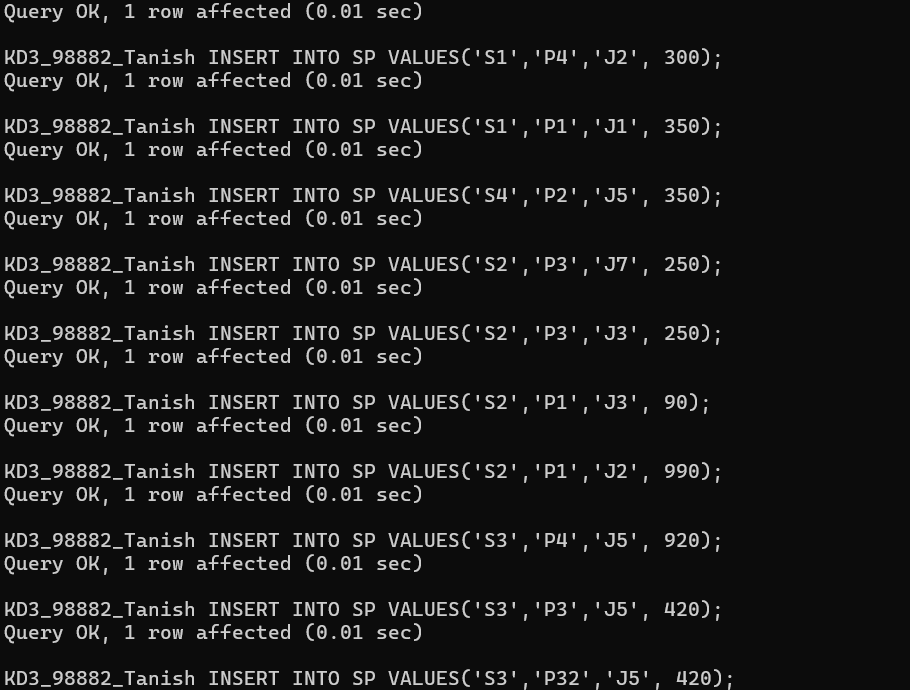 Query OK, 1 row affected (0.01 sec)
KD3_98882_Tanish INSERT INTO SP VALUES('S1','P4','J2', 300);
Query OK, 1 row affected (0.01 sec)
KD3_98882_Tanish INSERT INTO SP VALUES('S1','P1','J1', 350);
Query OK, 1 row affected (0.01 sec)
KD3_98882_Tanish INSERT INTO SP VALUES('S4','P2','J5', 350);
Query OK, 1 row affected (0.01 sec)
KD3_98882_Tanish INSERT INTO SP VALUES('S2','P3','J7', 250);
Query OK, 1 row affected (0.01 sec)
KD3_98882_Tanish INSERT INTO SP VALUES('S2','P3','J3', 250);
Query OK, 1 row affected (0.01 sec)
KD3_98882_Tanish INSERT INTO SP VALUES('S2','P1','J3', 90);
Query OK, 1 row affected (0.01 sec)
KD3_98882_Tanish INSERT INTO SP VALUES('S2','P1','J2', 990);
Query OK, 1 row affected (0.01 sec)
KD3_98882_Tanish INSERT INTO SP VALUES('S3','P4','J5', 920);
Query OK, 1 row affected (0.01 sec)
KD3_98882_Tanish INSERT INTO SP VALUES('S3','P3','J5', 420);
Query OK, 1 row affected (0.01 sec)
KD3_98882_Tanish INSERT INTO SP VALUES('S3','P32','J5', 420);